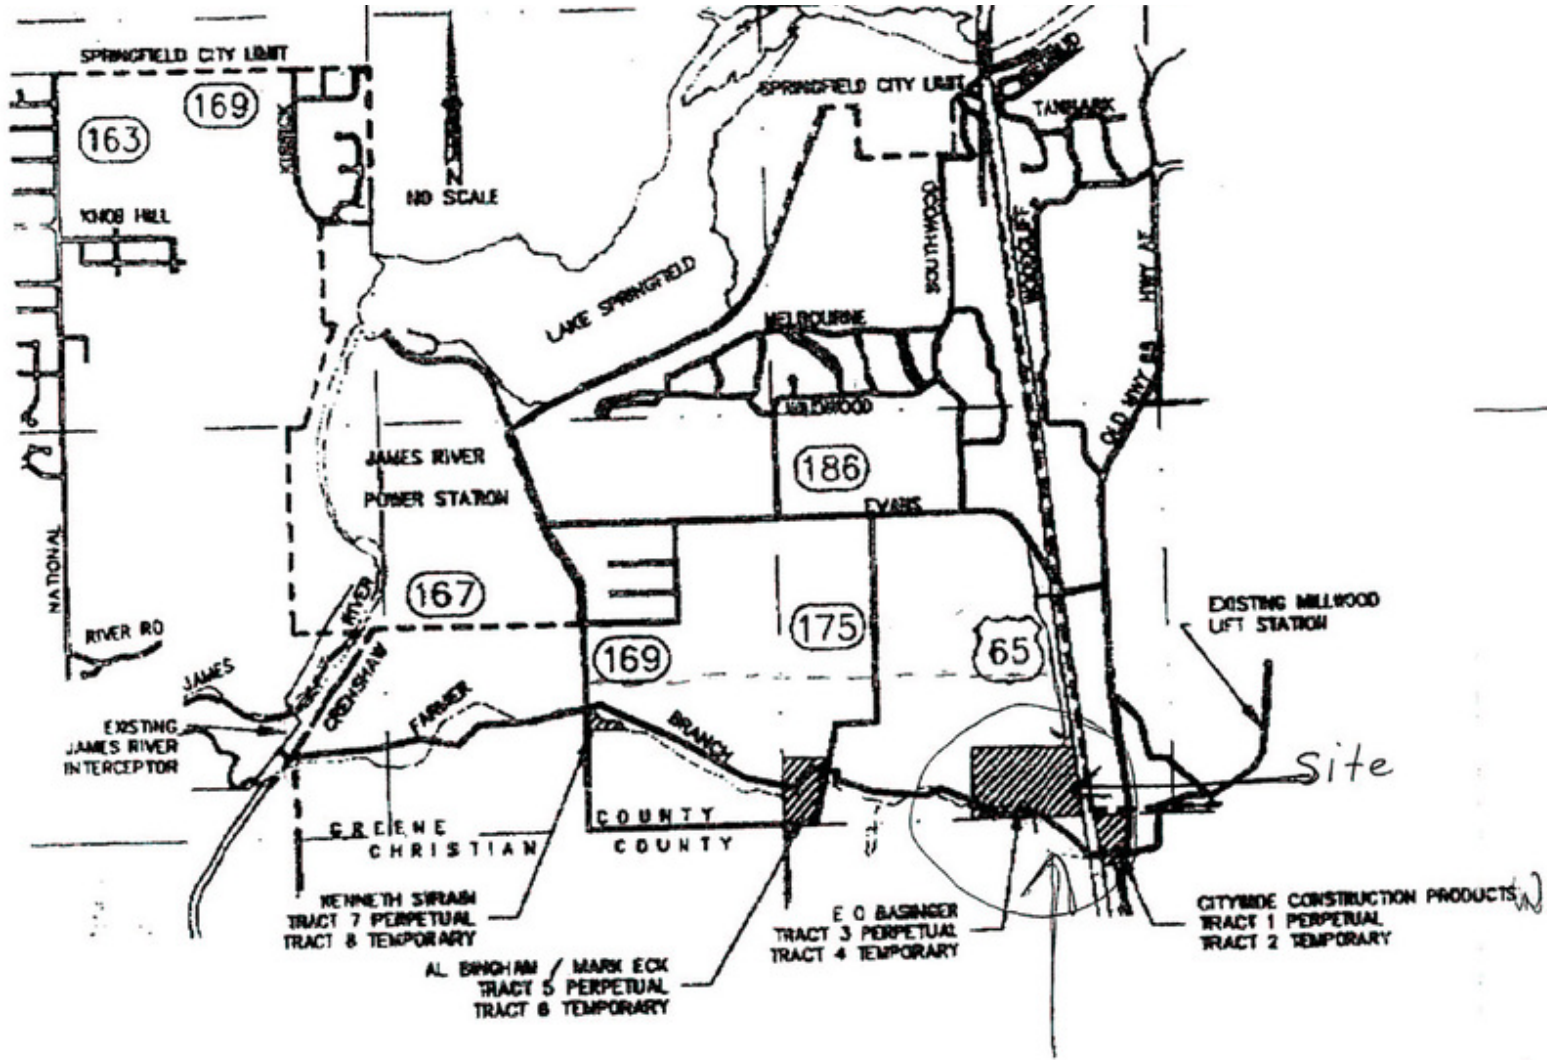 SPRINGFIELD CITY LIMIT
169
163
KNOB HILL
N
NO SCALE
SPRINGFIELD CITY LIMIT
TANBARK
SOUTHWOOD
WOODCLIFF
HWY ZZ
LAKE SPRINGFIELD
MELBOURNE
WILDWOOD
OLD HWY 65
JAMES RIVER
POWER STATION
186
EVANS
NATIONAL
167
RIVER RD
JAMES
RIVER
CRENSHAW
FARMER
BRANCH
169
175
65
EXISTING MILLWOOD
LIFT STATION
EXISTING
JAMES RIVER
INTERCEPTOR
Site
GREENE COUNTY
CHRISTIAN COUNTY
KENNETH STRAIN
TRACT 7 PERPETUAL
TRACT 8 TEMPORARY
AL BINGHAM / MARK ECK
TRACT 5 PERPETUAL
TRACT 6 TEMPORARY
E O BASINGER
TRACT 3 PERPETUAL
TRACT 4 TEMPORARY
CITYWIDE CONSTRUCTION PRODUCTS
TRACT 1 PERPETUAL
TRACT 2 TEMPORARY